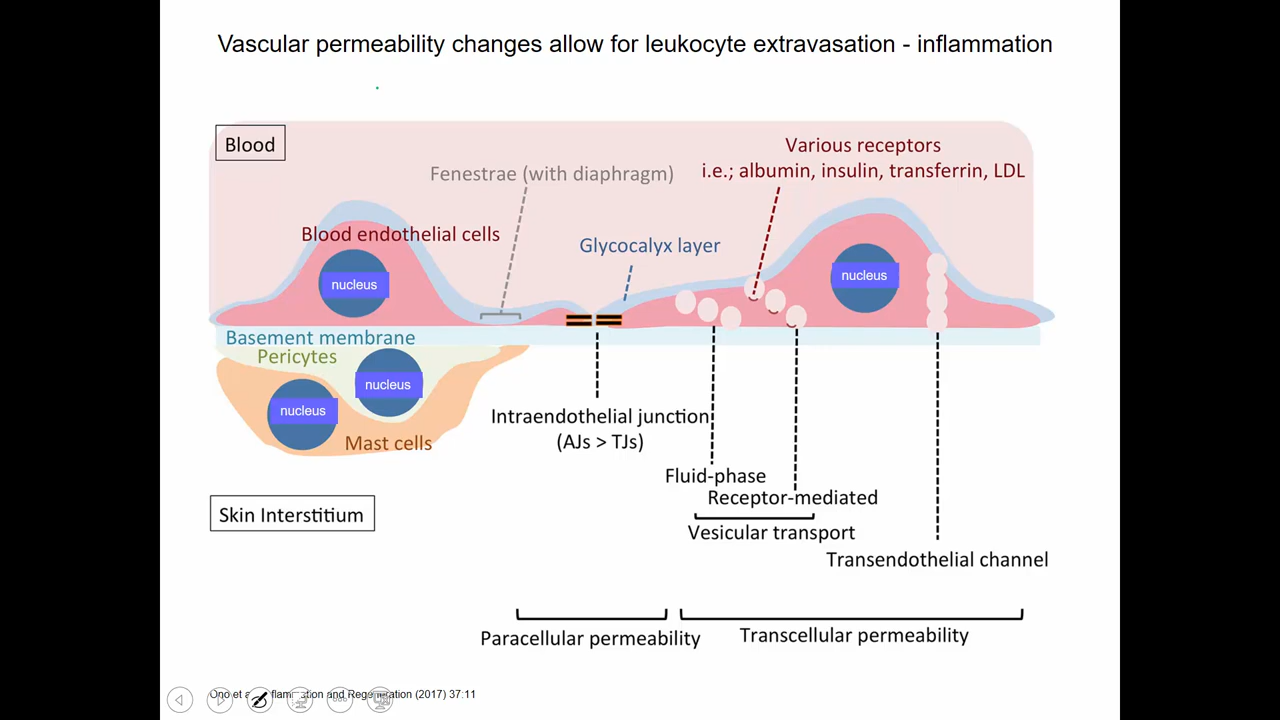 Vascular permeability changes allow for leukocyte extravasation - inflammation
Blood
Various receptors
i.e.; albumin, insulin, transferrin, LDL
Fenestrae (with diaphragm)
Blood endothelial cells
Glycocalyx layer
nucleus
nucleus
Basement membrane
Pericytes
nucleus
nucleus
Mast cells
Intraendothelial junction
(AJs > TJs)
Fluid-phase
Receptor-mediated
Vesicular transport
Skin Interstitium
Transendothelial channel
Paracellular permeability
Transcellular permeability
Ono et and Regeneration (2017) 37:11